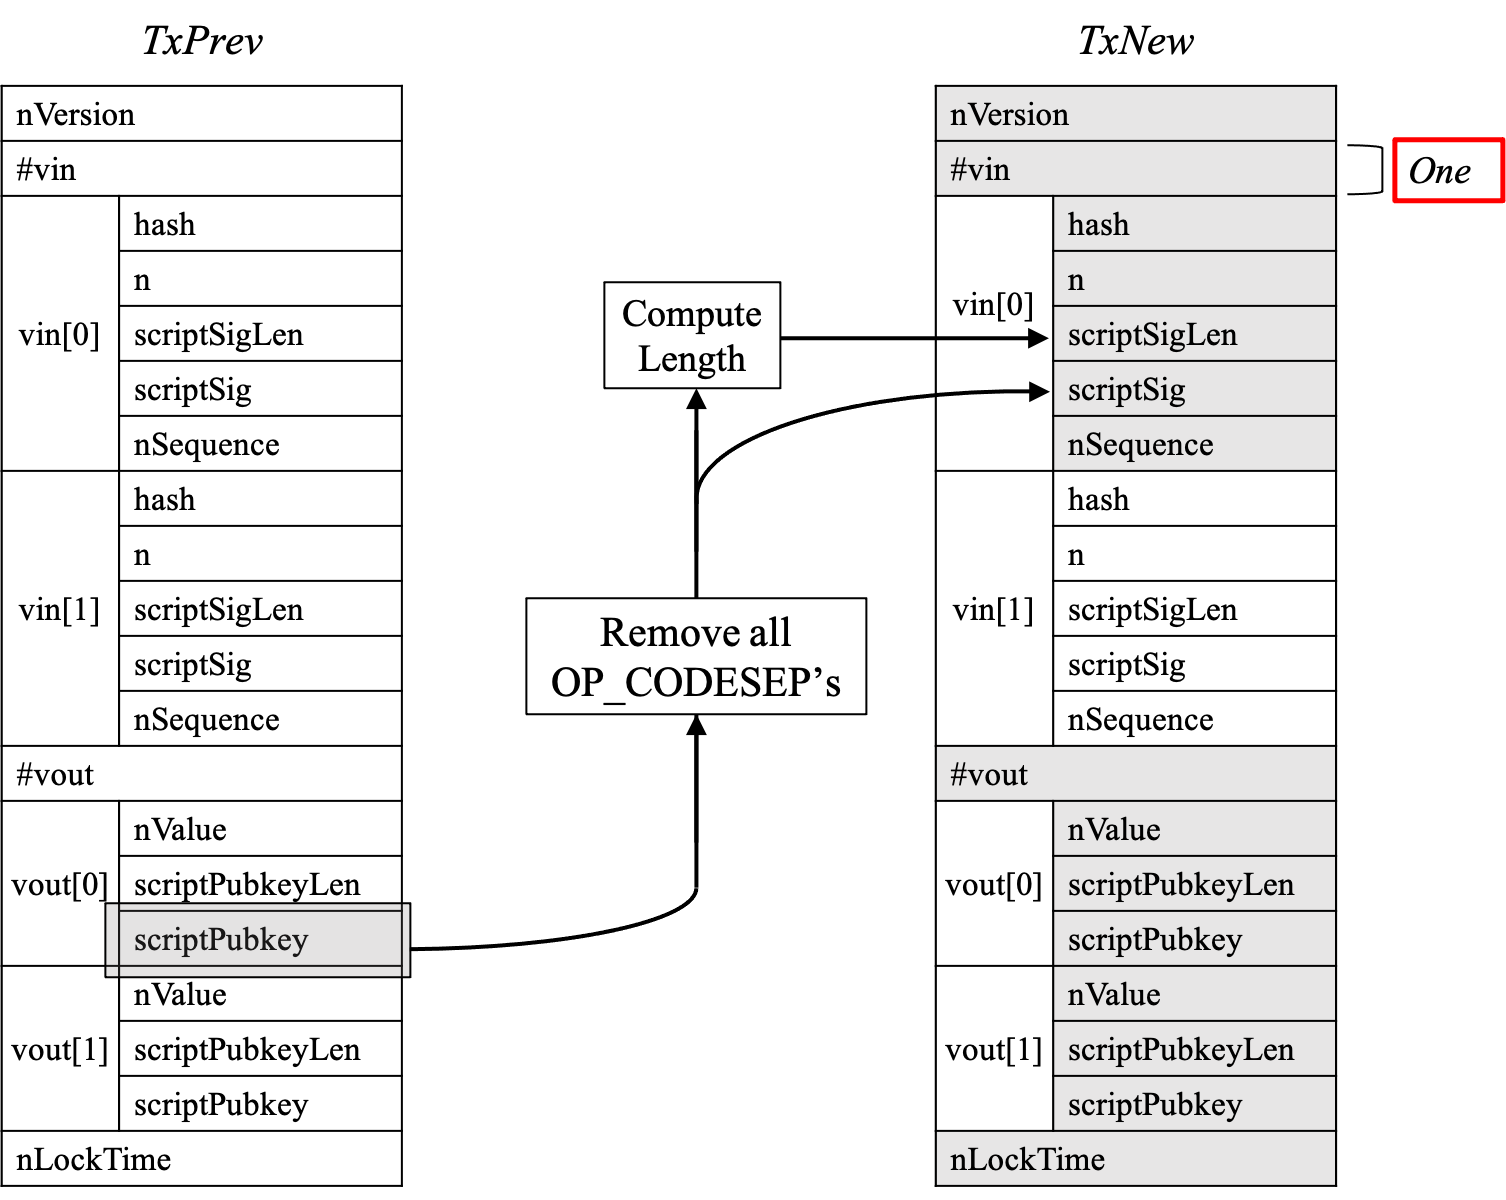 TxPrev
nVersion
#vin
vin[0]
hash
n
scriptSigLen
scriptSig
nSequence
vin[1]
hash
n
scriptSigLen
scriptSig
nSequence
#vout
vout[0]
nValue
scriptPubkeyLen
scriptPubkey
vout[1]
nValue
scriptPubkeyLen
scriptPubkey
nLockTime
Compute
Length
Remove all
OP_CODESEP’s
TxNew
nVersion
#vin
One
vin[0]
hash
n
scriptSigLen
scriptSig
nSequence
vin[1]
hash
n
scriptSigLen
scriptSig
nSequence
#vout
vout[0]
nValue
scriptPubkeyLen
scriptPubkey
vout[1]
nValue
scriptPubkeyLen
scriptPubkey
nLockTime